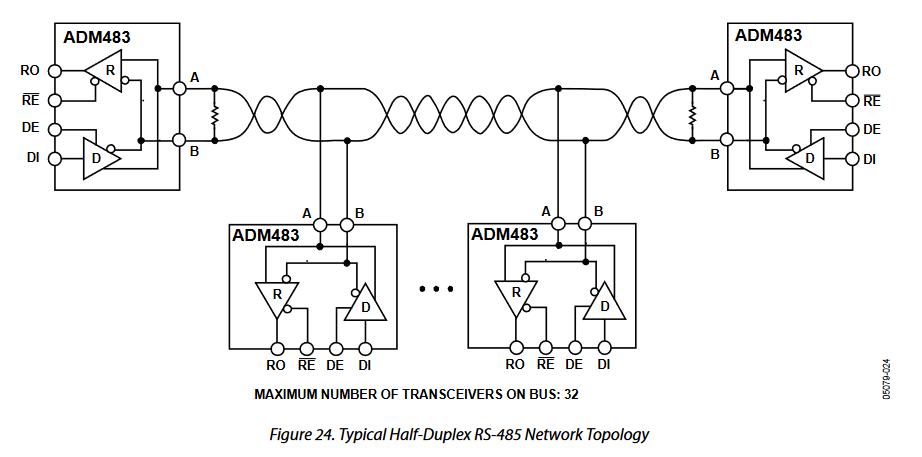 ADM483
ADM483
RO
R
A
A
R
RO
RE
RE
DE
DE
DI
D
B
B
D
DI
A
B
A
B
ADM483
ADM483
R
D
R
D
RO RE DE DI
RO RE DE DI
MAXIMUM NUMBER OF TRANSCEIVERS ON BUS: 32
05079-024
Figure 24. Typical Half-Duplex RS-485 Network Topology